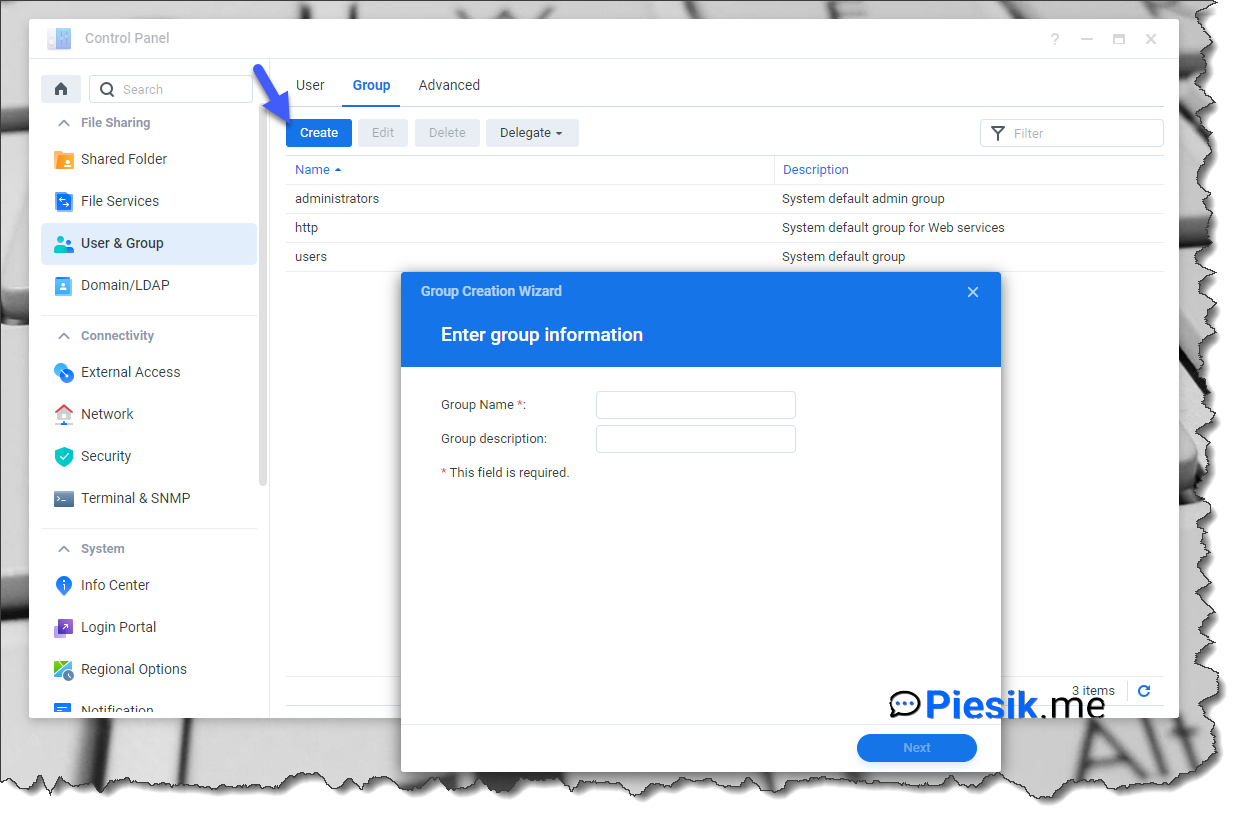 Control Panel
?
Search
File Sharing
Shared Folder
File Services
User & Group
Domain/LDAP
Connectivity
External Access
Network
Security
Terminal & SNMP
System
Info Center
Login Portal
Regional Options
Notification
User Group Advanced
Create Edit Delete Delegate
Filter
Name Description
administrators System default admin group
http System default group for Web services
users System default group
Group Creation Wizard
Enter group information
Group Name *:
Group description:
* This field is required.
3 items
Piesik.me
Next
Alt